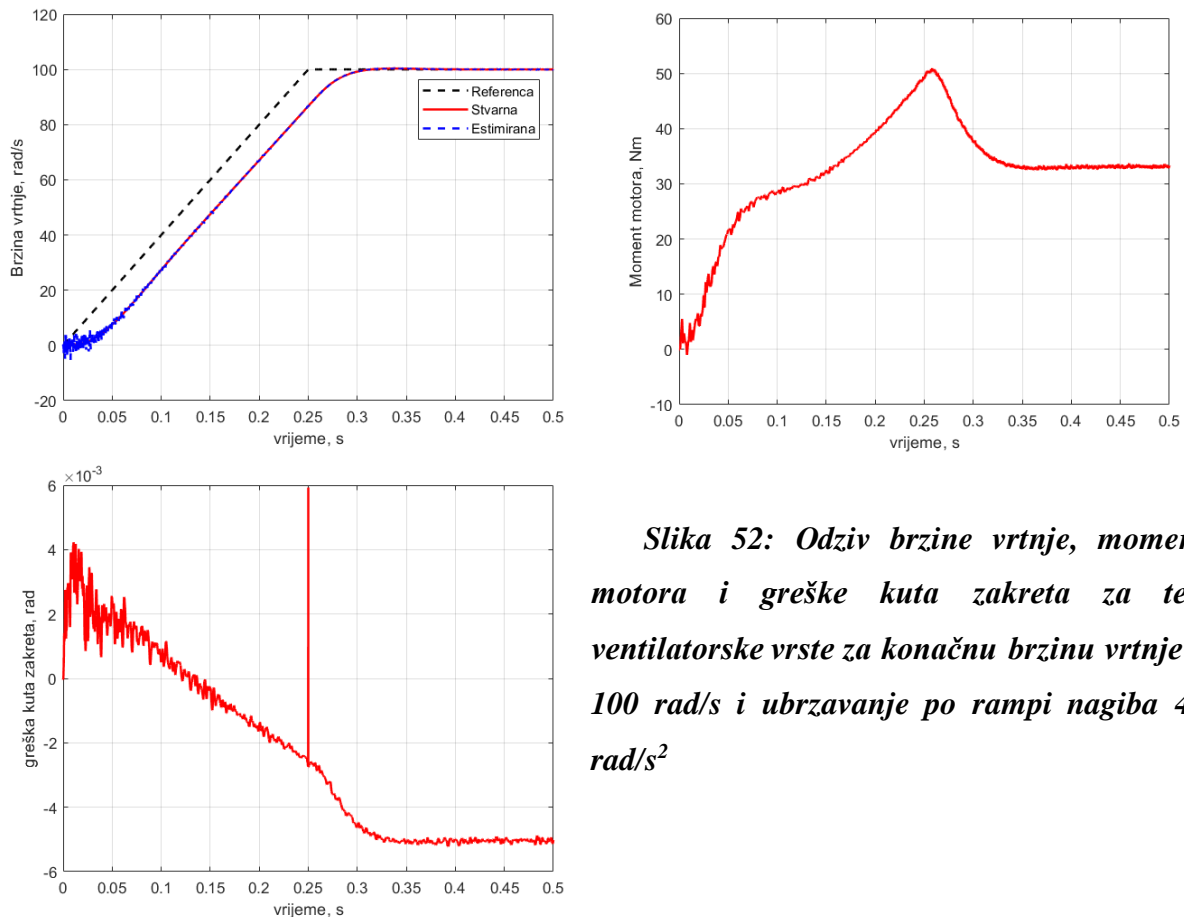 120
100
80
60
40
20
0
-20
0 0.05 0.1 0.15 0.2 0.25 0.3 0.35 0.4 0.45 0.5
Brzina vrtnje, rad/s
vrijeme, s
Referenca
Stvarna
Estimirana
60
50
40
30
20
10
0
-10
0 0.05 0.1 0.15 0.2 0.25 0.3 0.35 0.4 0.45 0.5
Moment motora, Nm
vrijeme, s
×10⁻³
6
4
2
0
-2
-4
-6
0 0.05 0.1 0.15 0.2 0.25 0.3 0.35 0.4 0.45 0.5
greška kuta zakreta, rad
vrijeme, s
Slika 52: Odziv brzine vrtnje, momen
motora i greške kuta zakreta za te
ventilatorske vrste za konačnu brzinu vrtnje
100 rad/s i ubrzavanje po rampi nagiba 4
rad/s²